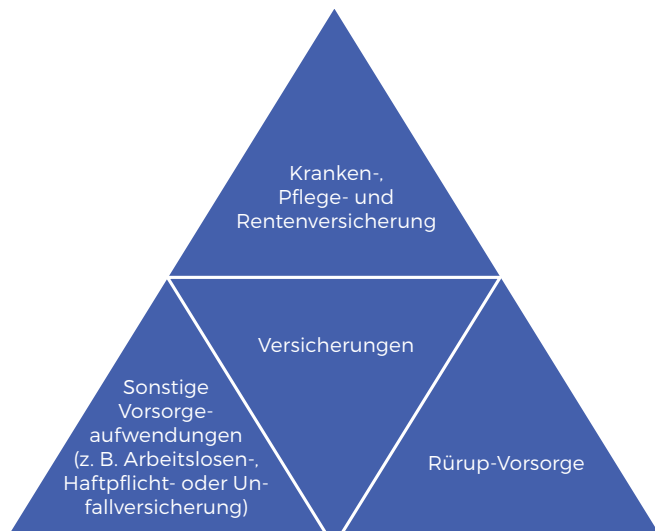 Kranken-,
Pflege- und
Rentenversicherung
Versicherungen
Sonstige
Vorsorge-
aufwendungen
(z. B. Arbeitslosen-,
Haftpflicht- oder Un-
fallversicherung)
Rürup-Vorsorge